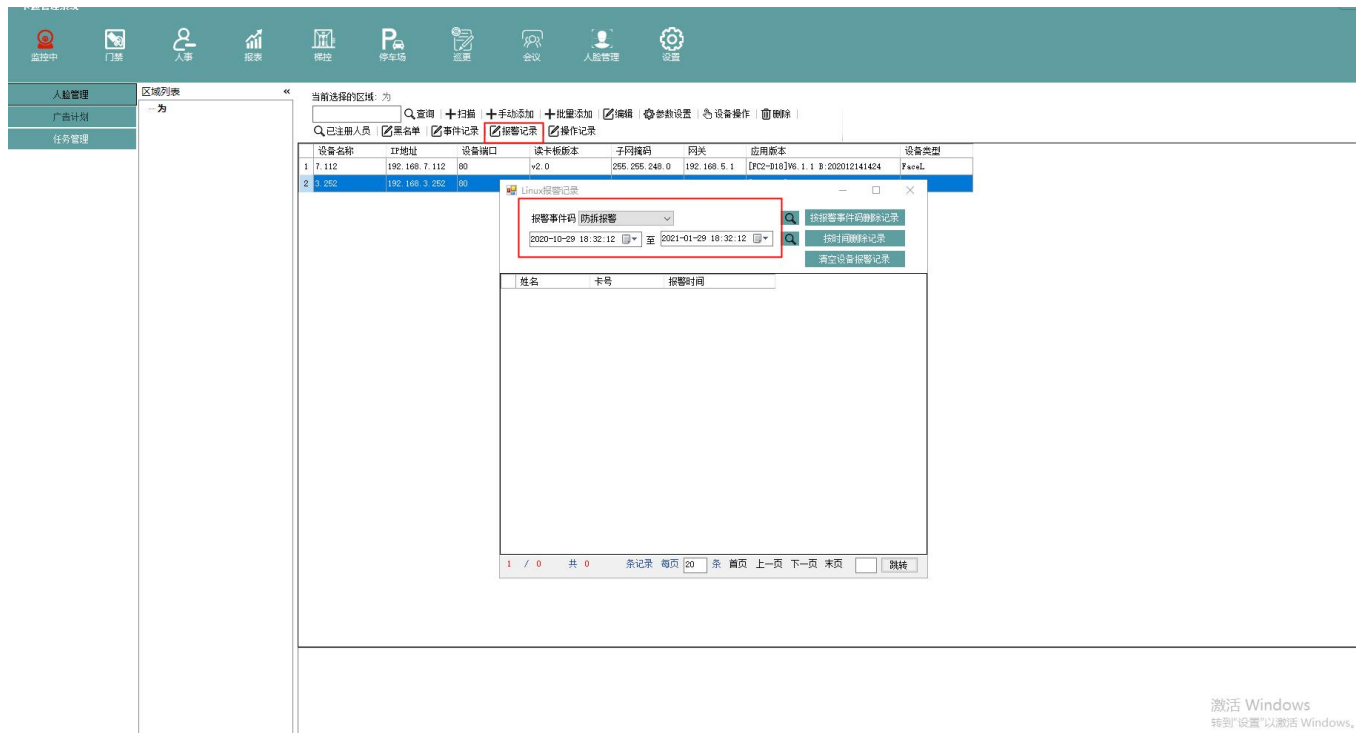 监控中 门禁 人事 报表 梯控 停车场 巡更 会议 人脸管理 设置
人脸管理
广告计划
任务管理
区域列表 «
为
当前选择的区域: 为
查询 扫描 手动添加 批里添加 编辑 参数设置 设备操作 删除
已注册人员 黑名单 事件记录 报警记录 操作记录
设备名称 IP地址 设备端口 读卡板版本 子网掩码 网关 应用版本 设备类型
1 7.112 192.168.7.112 80 v2.0 255.255.248.0 192.168.5.1 [FC2-D18]V6.1.1 B:202012141424 FaceL
2 3.252 192.168.3.252 80
Linux报警记录
报警事件码 防拆报警 按报警事件码删除记录
2020-10-29 18:32:12 至 2021-01-29 18:32:12 按时间删除记录
清空设备报警记录
姓名 卡号 报警时间
1 / 0 共 0 条记录 每页 20 条 首页 上一页 下一页 末页 跳转
激活 Windows
转到"设置"以激活 Windows。